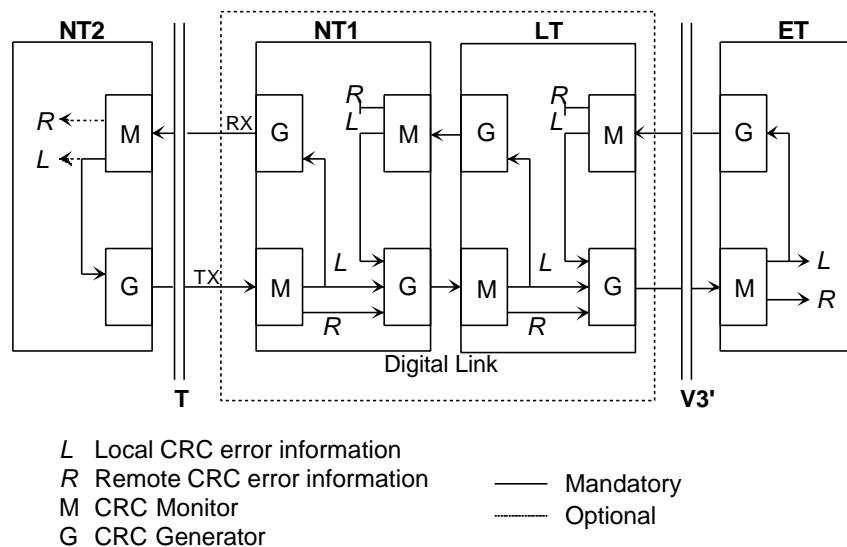 NT2 NT1 LT ET
R R R
L M RX G L M G L M G
TX L L L
G M G M G M
R R R
Digital Link
T V3'
L Local CRC error information
R Remote CRC error information
M CRC Monitor
G CRC Generator
Mandatory
Optional